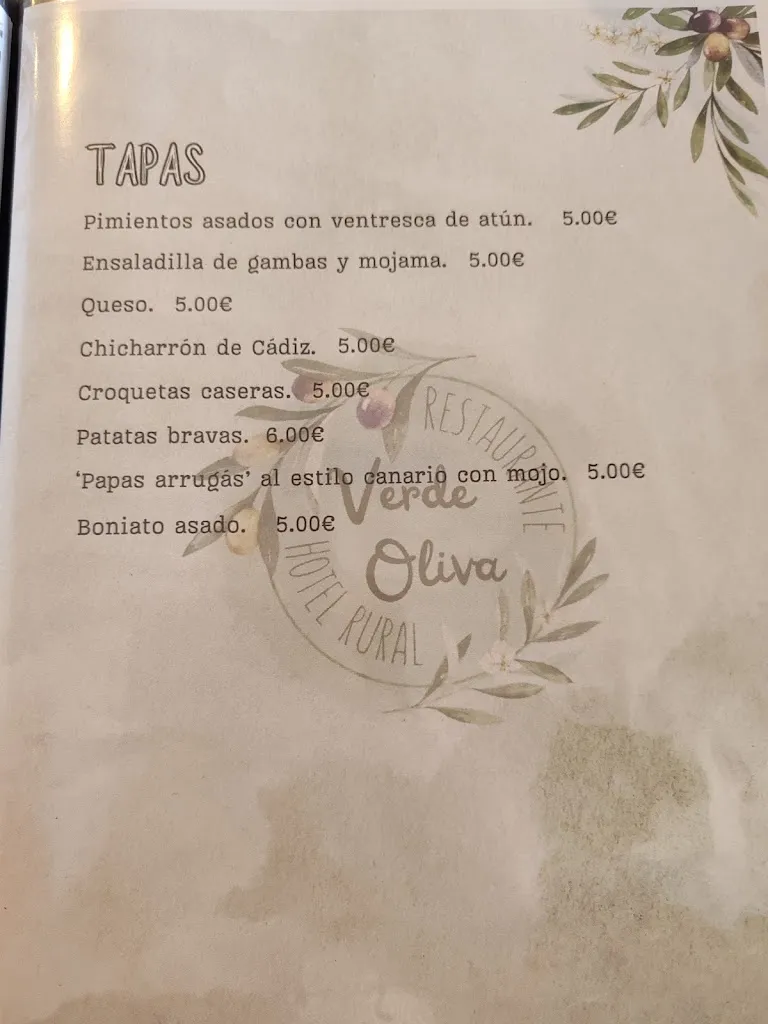 TAPAS
Pimientos asados con ventresca de atún. 5.00€
Ensaladilla de gambas y mojama. 5.00€
Queso. 5.00€
Chicharrón de Cádiz. 5.00€
Croquetas caseras. 5.00€
Patatas bravas. 6.00€
‘Papas arrugás’ al estilo canario con mojo. 5.00€
Boniato asado. 5.00€
RESTAURANTE
Verde
Oliva
HOTEL RURAL